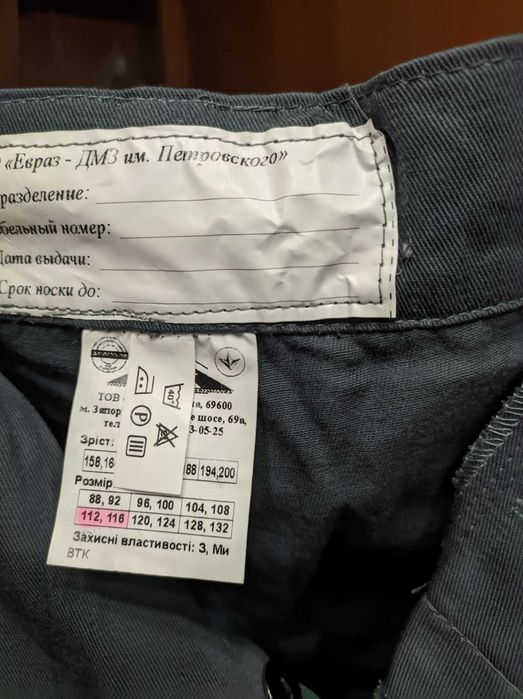 «Евраз - ДМЗ им. Петровского»
разделение:
бельный номер:
Дата выдачи:
Срок носки до:
ТОВ
м. Запор
тел
, 69600
е шосе, 69а,
3-05-25
40°
P
Зріст:
158,16 88 194,200
Розмір
88, 92 96, 100 104, 108
112, 116 120, 124 128, 132
Захисні властивості: З, Ми
ВТК